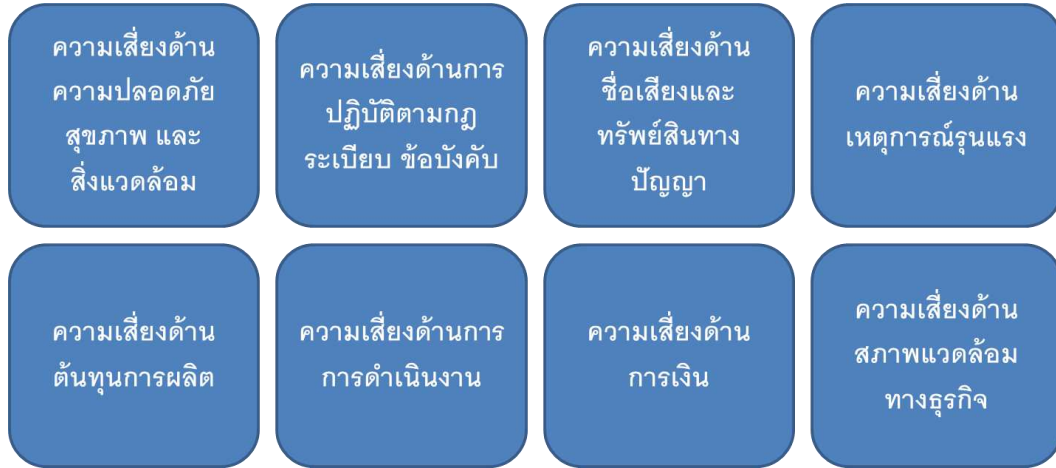 ความเสี่ยงด้าน
ความปลอดภัย
สุขภาพ และ
สิ่งแวดล้อม
ความเสี่ยงด้านการ
ปฏิบัติตามกฎ
ระเบียบ ข้อบังคับ
ความเสี่ยงด้าน
ชื่อเสียงและ
ทรัพย์สินทาง
ปัญญา
ความเสี่ยงด้าน
เหตุการณ์รุนแรง
ความเสี่ยงด้าน
ต้นทุนการผลิต
ความเสี่ยงด้านการ
การดำเนินงาน
ความเสี่ยงด้าน
การเงิน
ความเสี่ยงด้าน
สภาพแวดล้อม
ทางธุรกิจ